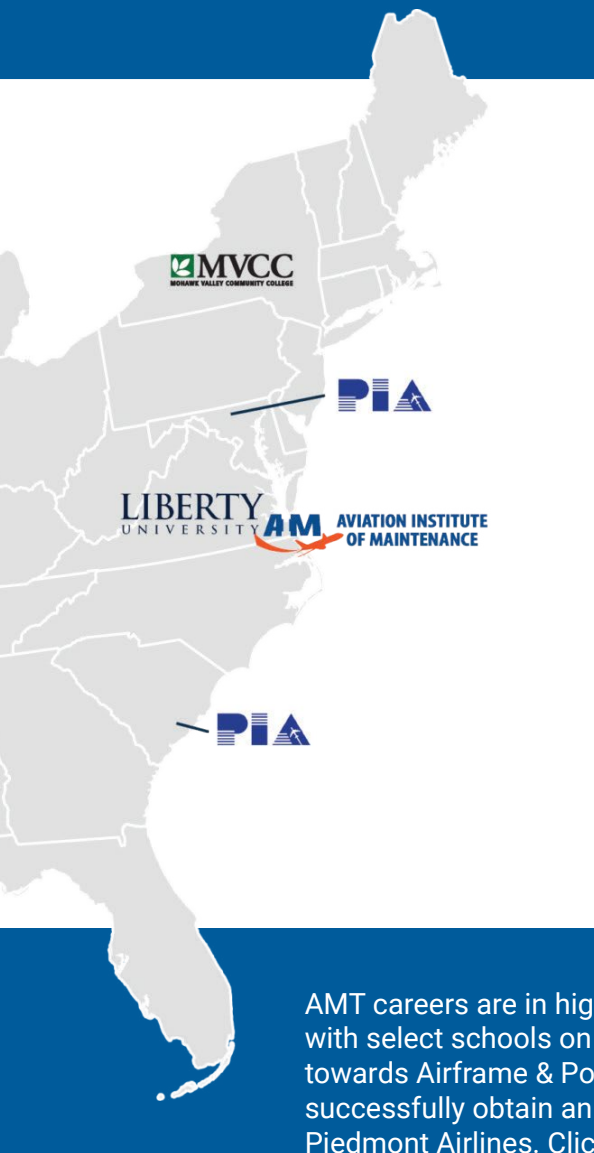 MVCC
MOHAWK VALLEY COMMUNITY COLLEGE
PIA
LIBERTY
UNIVERSITY
AM AVIATION INSTITUTE
OF MAINTENANCE
PIA
AMT careers are in hig
with select schools on
towards Airframe & Po
successfully obtain an
Piedmont Airlines. Clic